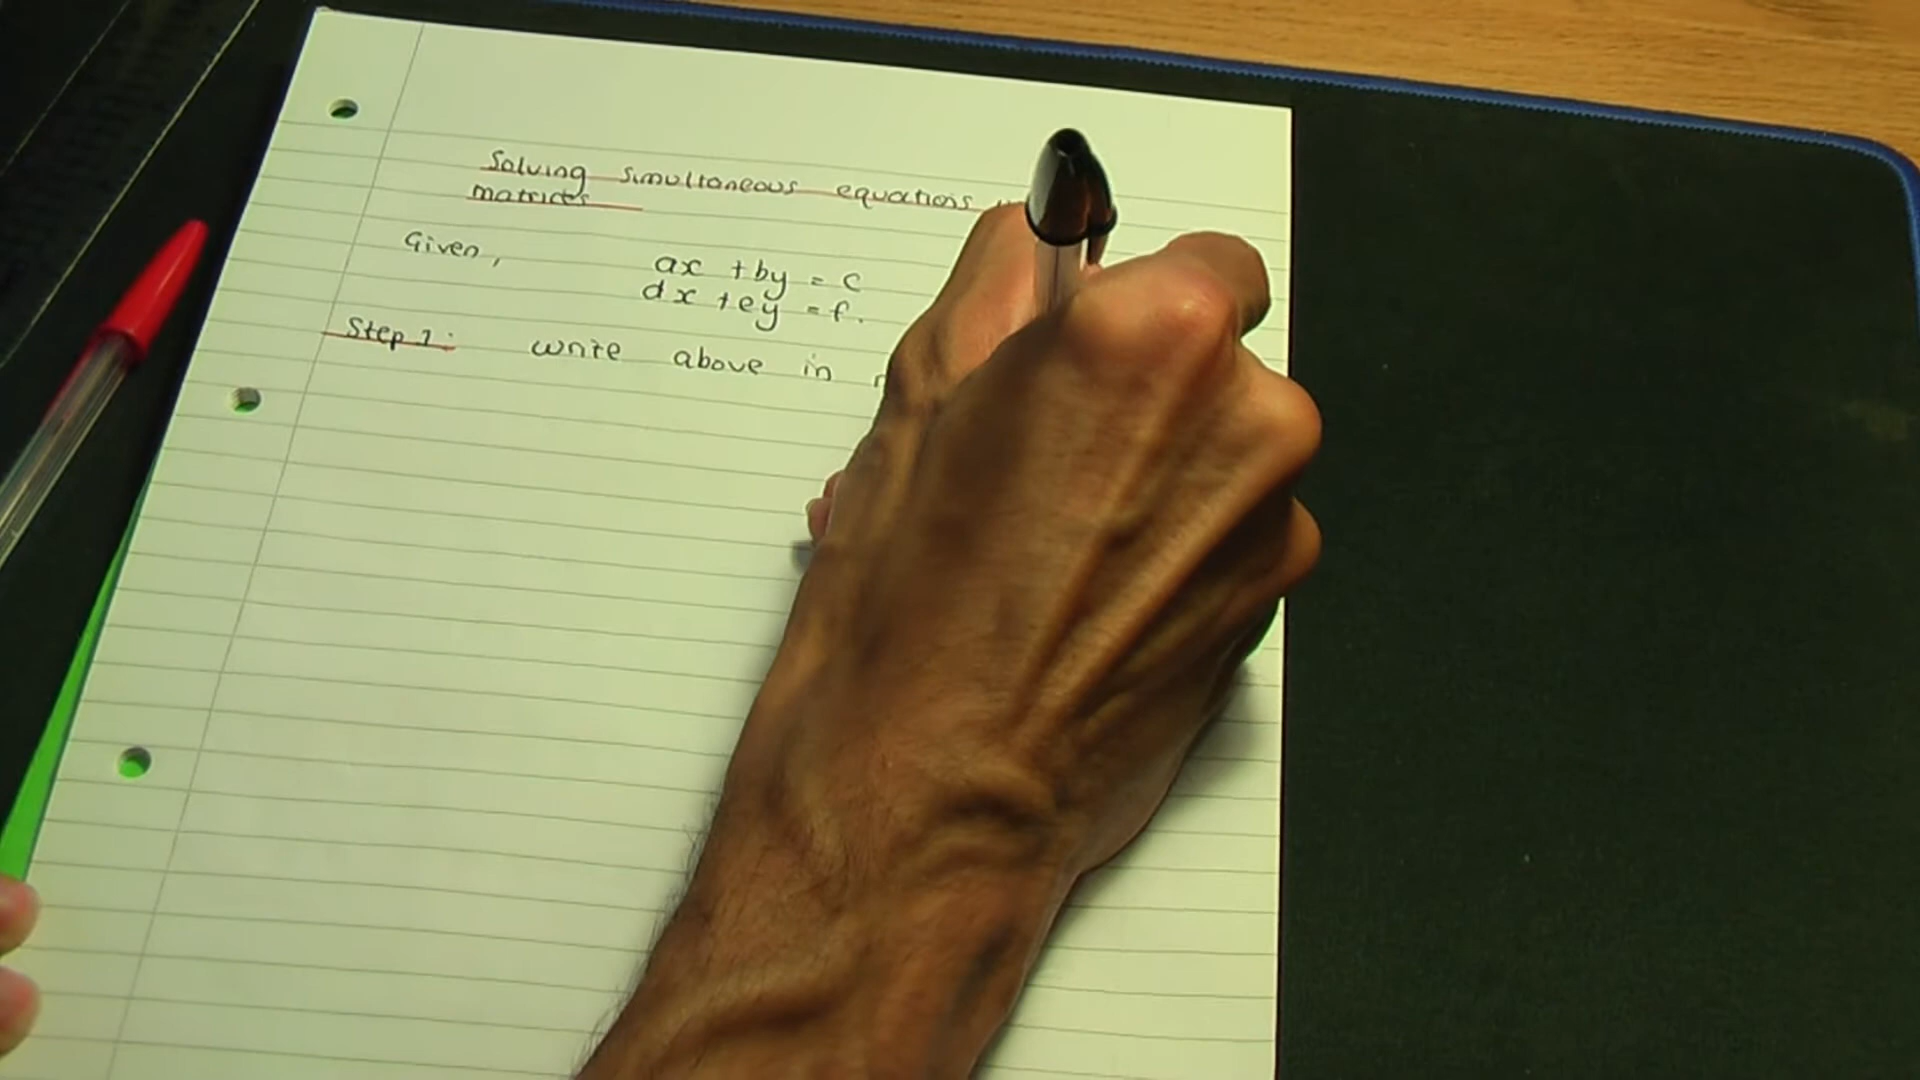 Solving simultaneous equations
matrices
Given,
ax + by = c
dx + ey = f.
Step 1: write above in